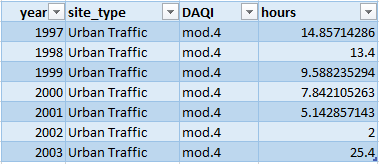 year site_type DAQI hours
1997 Urban Traffic mod.4 14.85714286
1998 Urban Traffic mod.4 13.4
1999 Urban Traffic mod.4 9.588235294
2000 Urban Traffic mod.4 7.842105263
2001 Urban Traffic mod.4 5.142857143
2002 Urban Traffic mod.4 2
2003 Urban Traffic mod.4 25.4